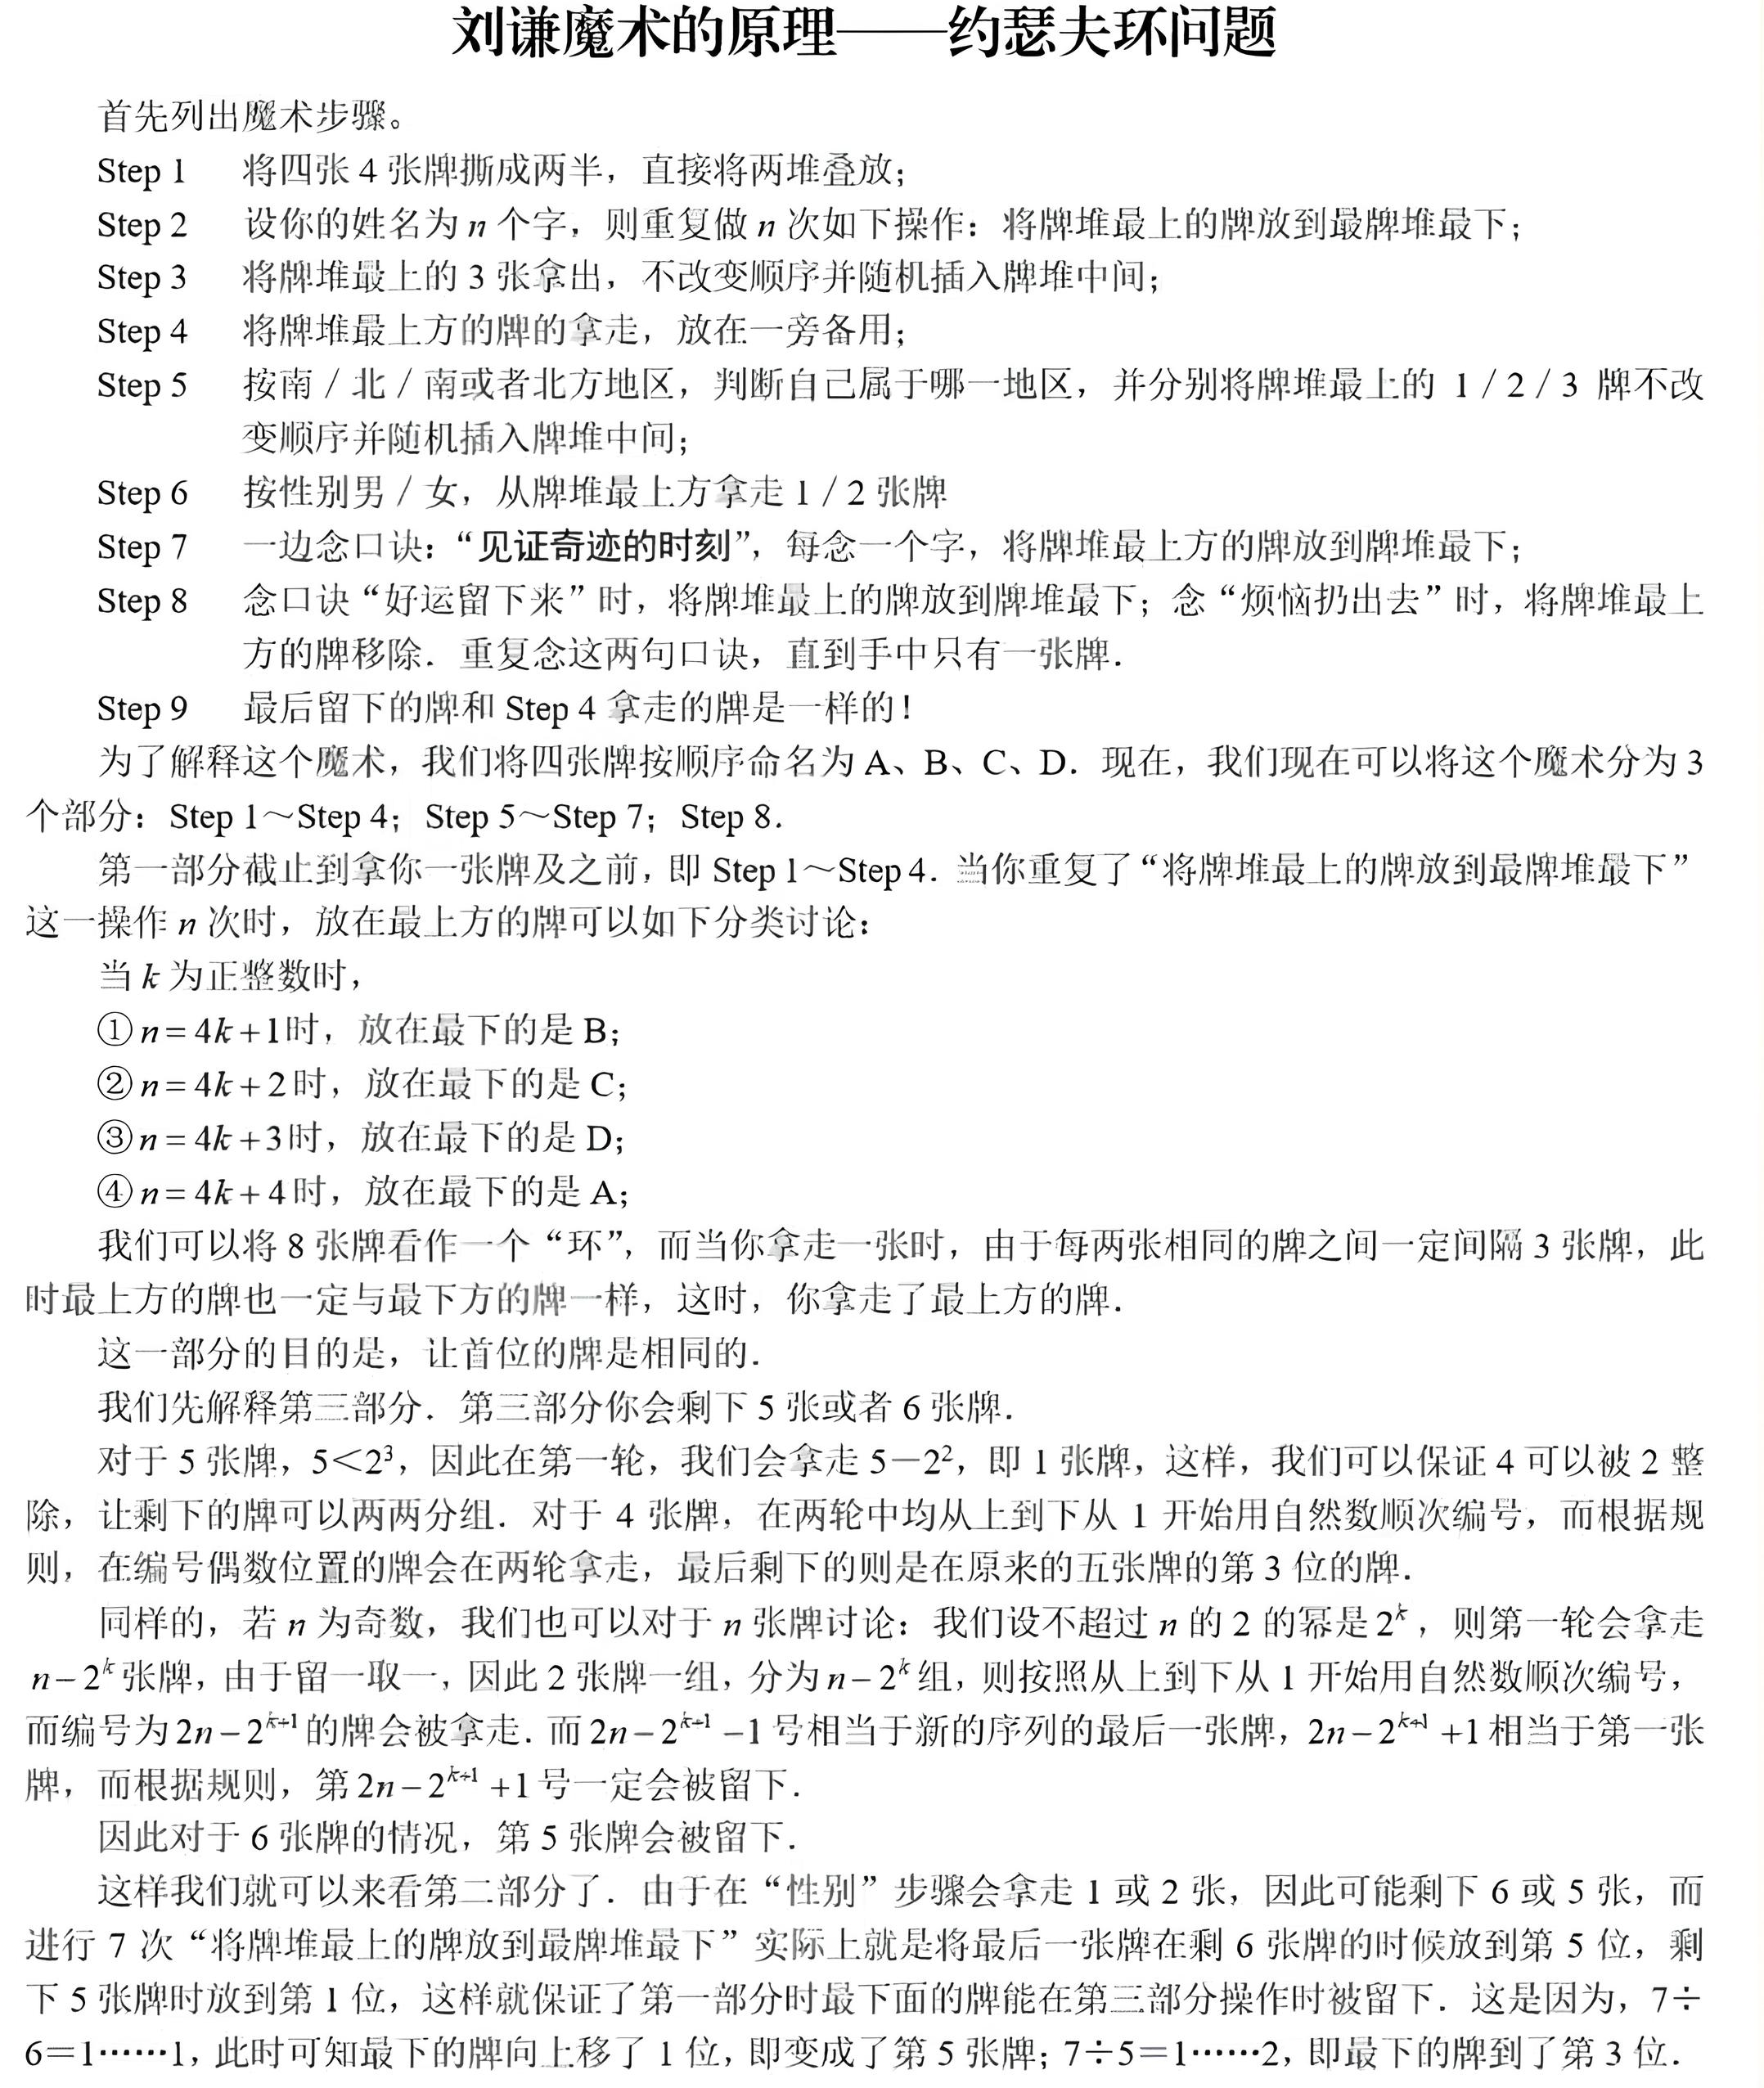 刘谦魔术的原理——约瑟夫环问题
首先列出魔术步骤。
Step 1 将四张 4 张牌撕成两半，直接将两堆叠放；
Step 2 设你的姓名为 n 个字，则重复做 n 次如下操作：将牌堆最上的牌放到最牌堆最下；
Step 3 将牌堆最上的 3 张拿出，不改变顺序并随机插入牌堆中间；
Step 4 将牌堆最上方的牌的拿走，放在一旁备用；
Step 5 按南 / 北 / 南或者北方地区，判断自己属于哪一地区，并分别将牌堆最上的 1 / 2 / 3 牌不改
变顺序并随机插入牌堆中间；
Step 6 按性别男 / 女，从牌堆最上方拿走 1 / 2 张牌
Step 7 一边念口诀：“见证奇迹的时刻”，每念一个字，将牌堆最上方的牌放到牌堆最下；
Step 8 念口诀“好运留下来”时，将牌堆最上的牌放到牌堆最下；念“烦恼扔出去”时，将牌堆最上
方的牌移除．重复念这两句口诀，直到手中只有一张牌．
Step 9 最后留下的牌和 Step 4 拿走的牌是一样的！
为了解释这个魔术，我们将四张牌按顺序命名为 A、B、C、D．现在，我们现在可以将这个魔术分为 3
个部分：Step 1～Step 4；Step 5～Step 7；Step 8．
第一部分截止到拿你一张牌及之前，即 Step 1～Step 4．当你重复了“将牌堆最上的牌放到最牌堆最下”
这一操作 n 次时，放在最上方的牌可以如下分类讨论：
当 k 为正整数时，
①n=4k+1时，放在最下的是 B；
②n=4k+2时，放在最下的是 C；
③n=4k+3时，放在最下的是 D；
④n=4k+4时，放在最下的是 A；
我们可以将 8 张牌看作一个“环”，而当你拿走一张时，由于每两张相同的牌之间一定间隔 3 张牌，此
时最上方的牌也一定与最下方的牌一样，这时，你拿走了最上方的牌．
这一部分的目的是，让首位的牌是相同的．
我们先解释第三部分．第三部分你会剩下 5 张或者 6 张牌．
对于 5 张牌，5＜2³，因此在第一轮，我们会拿走 5－2²，即 1 张牌，这样，我们可以保证 4 可以被 2 整
除，让剩下的牌可以两两分组．对于 4 张牌，在两轮中均从上到下从 1 开始用自然数顺次编号，而根据规
则，在编号偶数位置的牌会在两轮拿走，最后剩下的则是在原来的五张牌的第 3 位的牌．
同样的，若 n 为奇数，我们也可以对于 n 张牌讨论：我们设不超过 n 的 2 的幂是 2^k，则第一轮会拿走
n−2^k 张牌，由于留一取一，因此 2 张牌一组，分为 n−2^k 组，则按照从上到下从 1 开始用自然数顺次编号，
而编号为 2n−2^{k+1} 的牌会被拿走．而 2n−2^{k+1}−1 号相当于新的序列的最后一张牌，2n−2^{k+1}+1 相当于第一张
牌，而根据规则，第 2n−2^{k+1}+1 号一定会被留下．
因此对于 6 张牌的情况，第 5 张牌会被留下．
这样我们就可以来看第二部分了．由于在“性别”步骤会拿走 1 或 2 张，因此可能剩下 6 或 5 张，而
进行 7 次“将牌堆最上的牌放到最牌堆最下”实际上就是将最后一张牌在剩 6 张牌的时候放到第 5 位，剩
下 5 张牌时放到第 1 位，这样就保证了第一部分时最下面的牌能在第三部分操作时被留下．这是因为，7÷
6＝1……1，此时可知最下的牌向上移了 1 位，即变成了第 5 张牌；7÷5＝1……2，即最下的牌到了第 3 位．